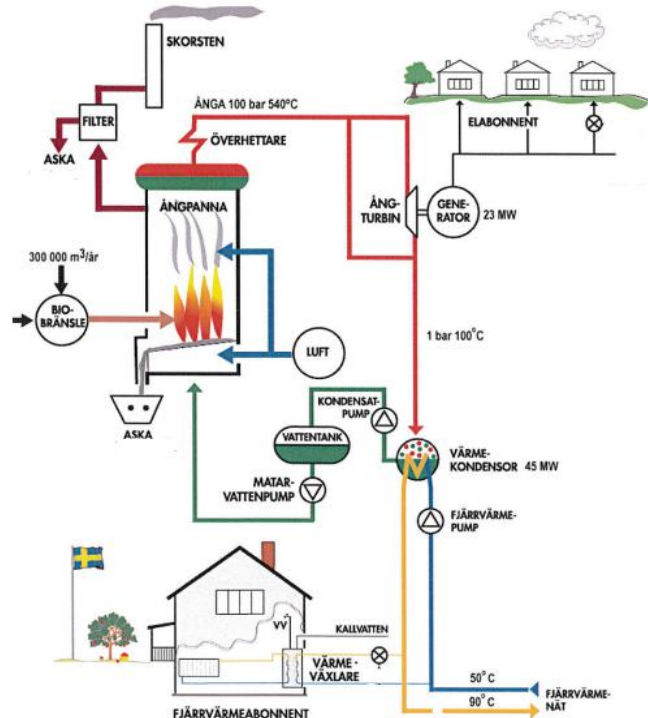 SKORSTEN
FILTER
ASKA
ÅNGA 100 bar 540°C
ÖVERHETTARE
ELABONNENT
ÅNGPANNA
ÅNG-
TURBIN
GENE-
RATOR
23 MW
300 000 m³/år
BIO-
BRÄNSLE
LUFT
1 bar 100°C
ASKA
KONDENSAT-
PUMP
VATTENTANK
MATAR-
VATTENPUMP
VÄRME-
KONDENSOR 45 MW
FJÄRRVÄRME-
PUMP
VV
KALLVATTEN
VÄRME-
VÄXLARE
50° C
90° C
FJÄRRVÄRME-
NÄT
FJÄRRVÄRMEABONNENT